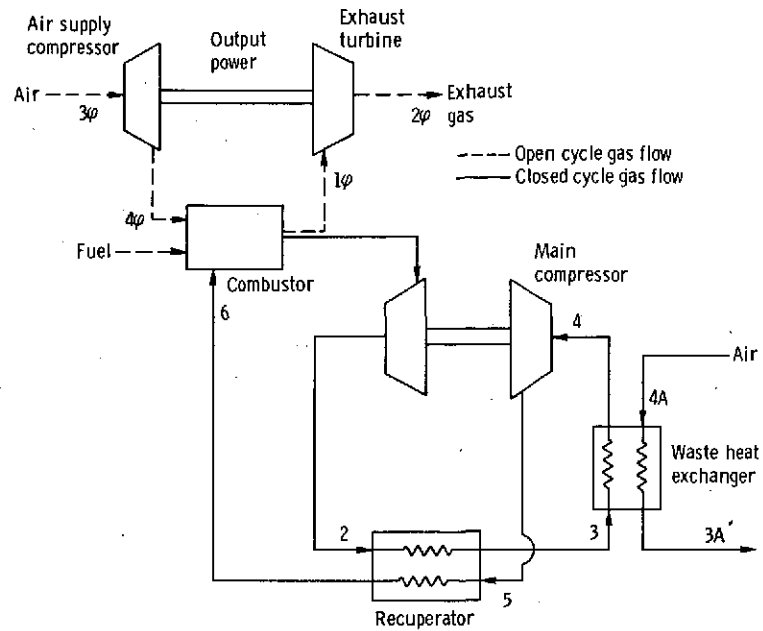 Air supply
compressor
Output
power
Exhaust
turbine
Air
3φ
2φ
Exhaust
gas
Open cycle gas flow
Closed cycle gas flow
1φ
4φ
Fuel
Combustor
Main
compressor
6
4
Air
4A
Waste heat
exchanger
2
3
3A
5
Recuperator